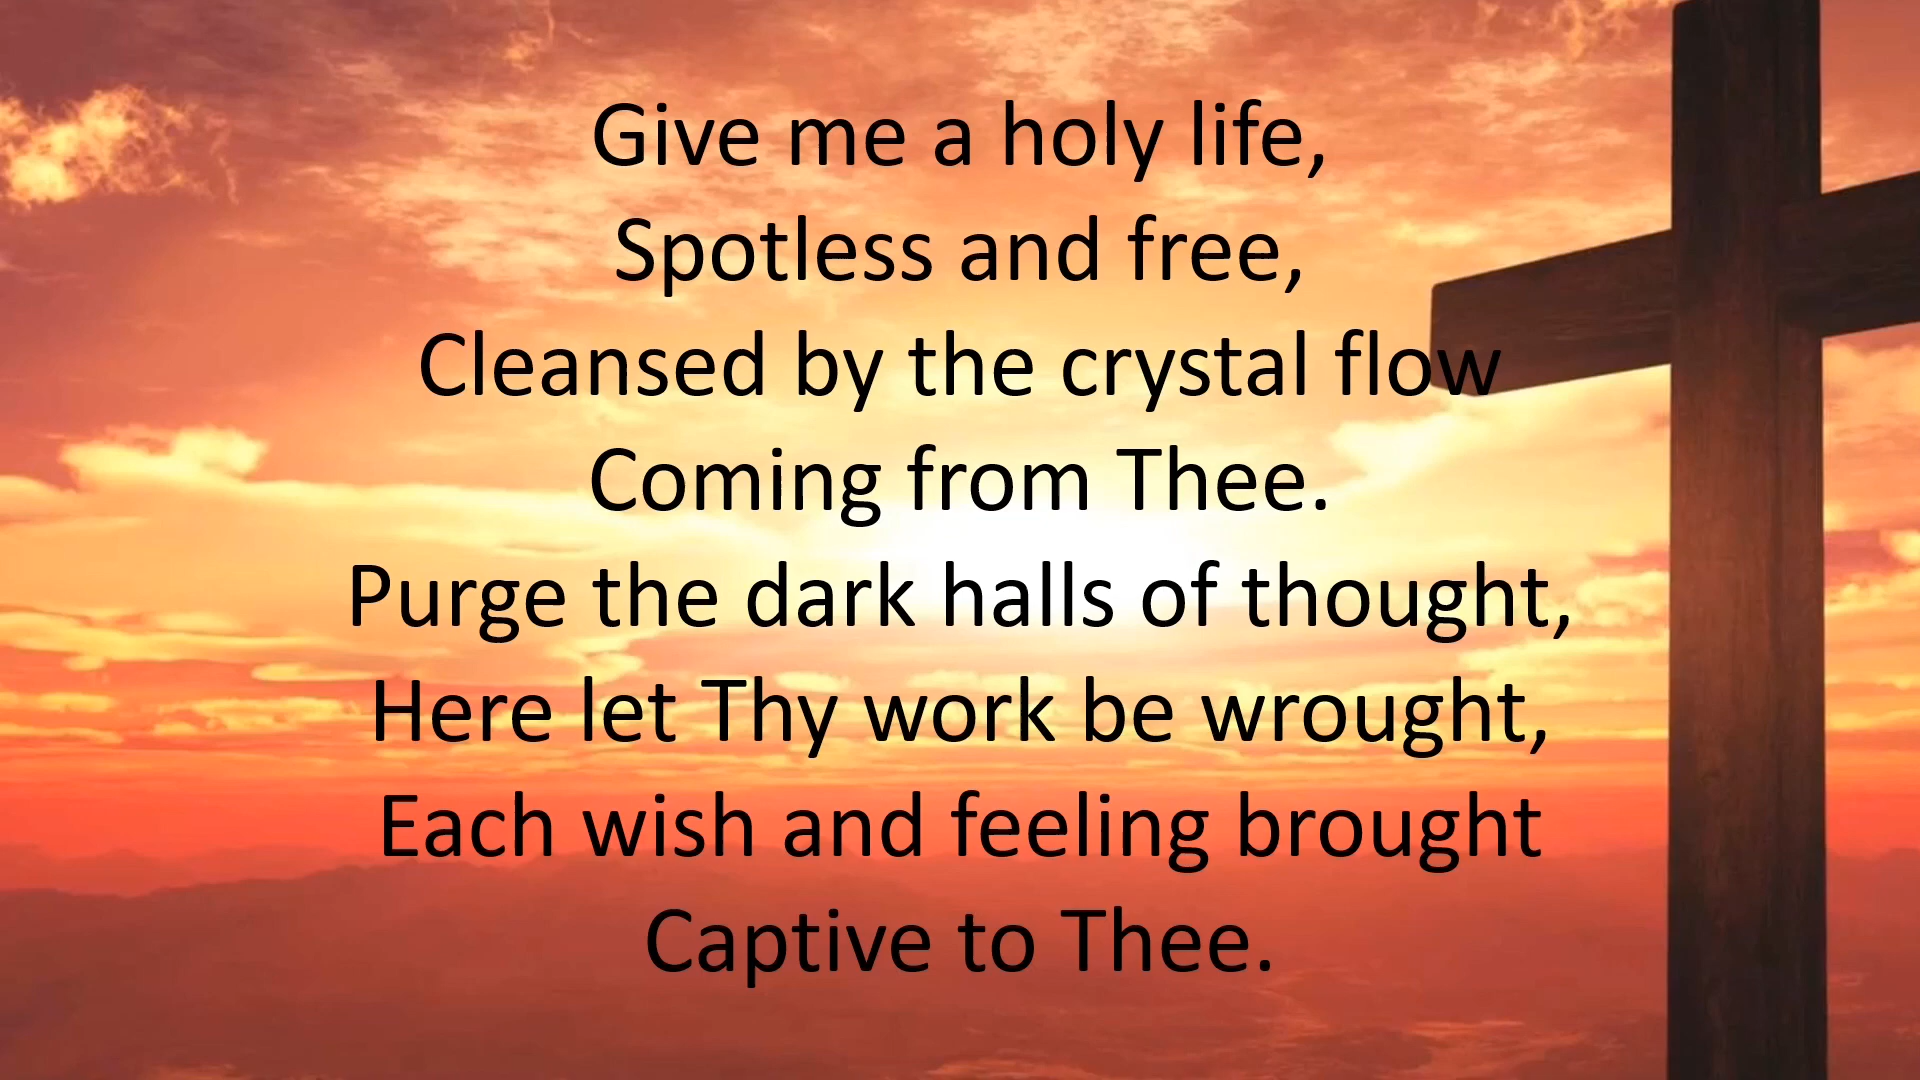 Give me a holy life,
Spotless and free,
Cleansed by the crystal flow
Coming from Thee.
Purge the dark halls of thought,
Here let Thy work be wrought,
Each wish and feeling brought
Captive to Thee.